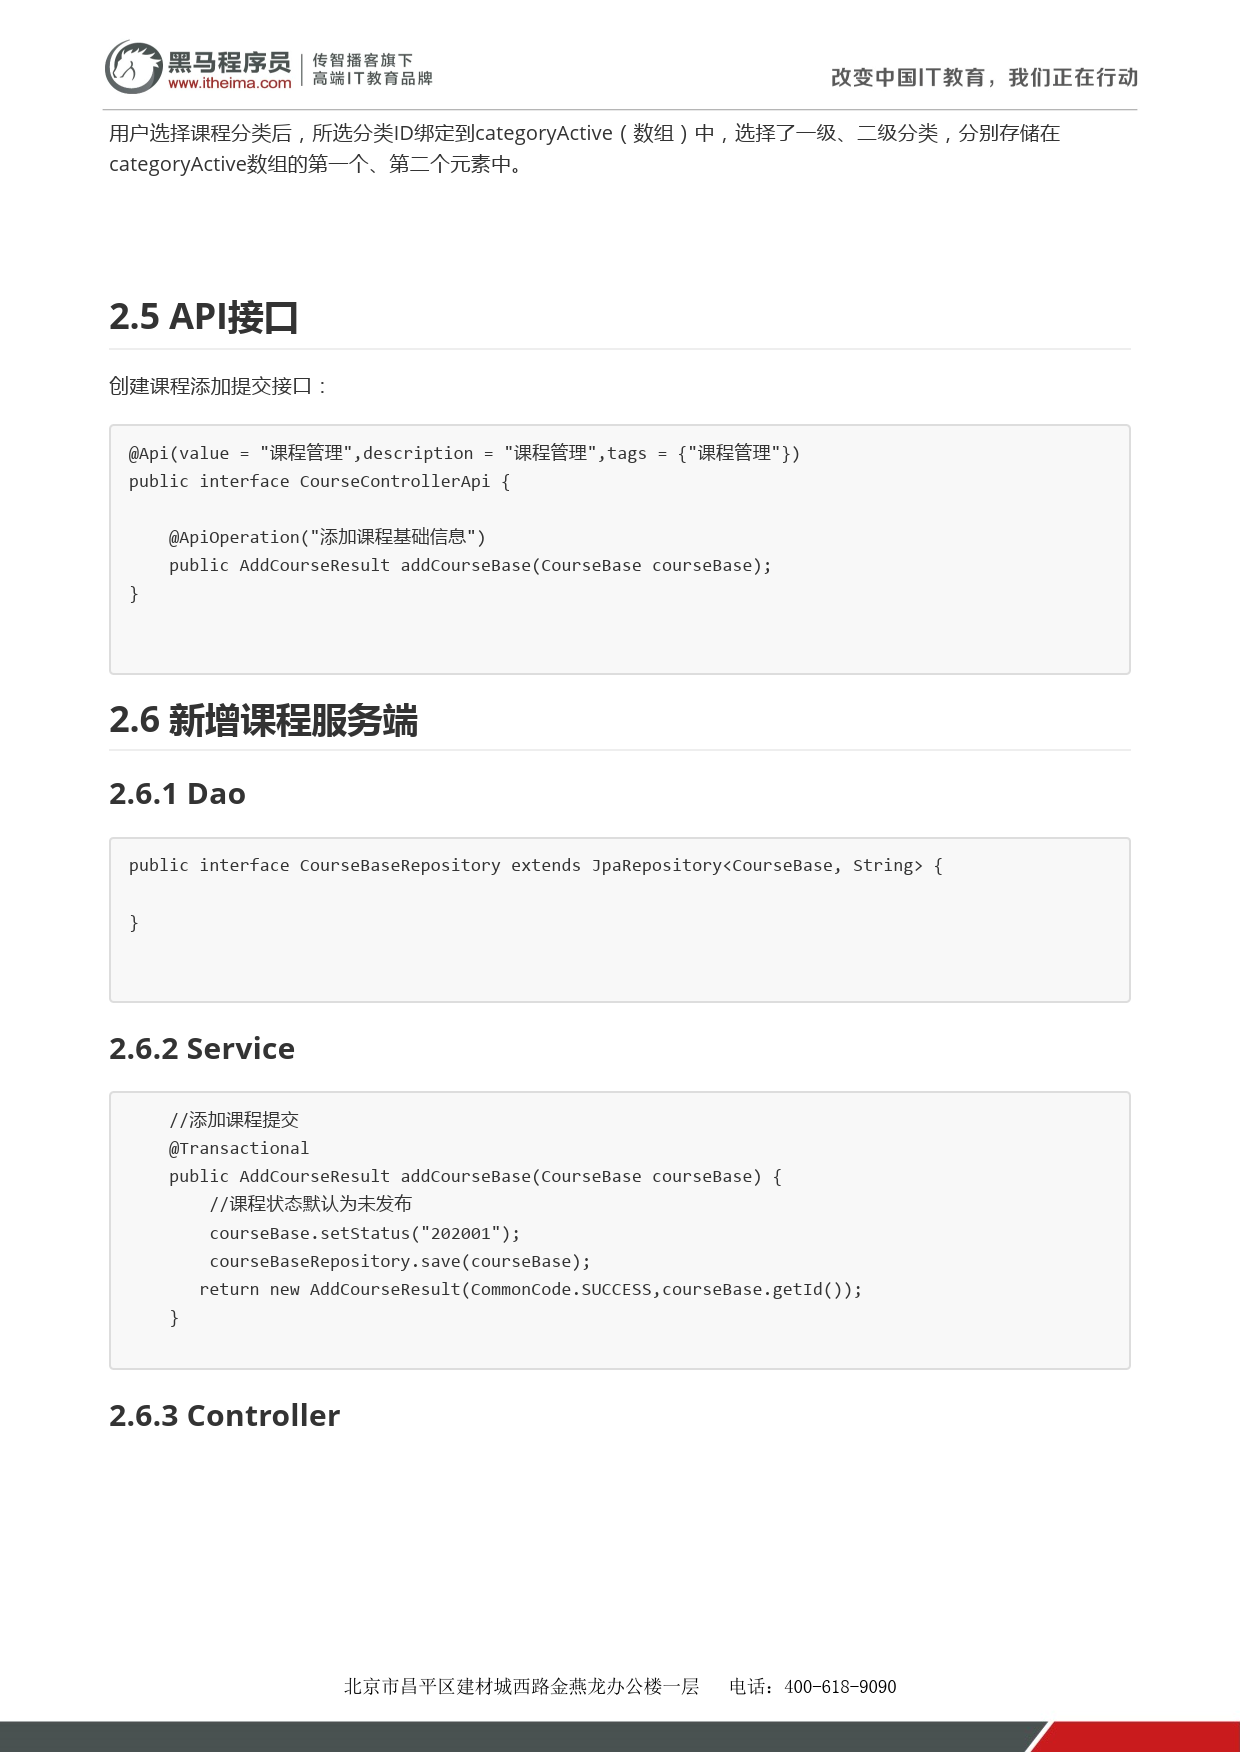 黑马程序员
www.itheima.com
传智播客旗下
高端IT教育品牌
改变中国IT教育，我们正在行动
用户选择课程分类后，所选分类ID绑定到categoryActive（数组）中，选择了一级、二级分类，分别存储在
categoryActive数组的第一个、第二个元素中。
2.5 API接口
创建课程添加提交接口：
@Api(value = "课程管理",description = "课程管理",tags = {"课程管理"})
public interface CourseControllerApi {
    @ApiOperation("添加课程基础信息")
    public AddCourseResult addCourseBase(CourseBase courseBase);
}
2.6 新增课程服务端
2.6.1 Dao
public interface CourseBaseRepository extends JpaRepository<CourseBase, String> {
}
2.6.2 Service
    //添加课程提交
    @Transactional
    public AddCourseResult addCourseBase(CourseBase courseBase) {
        //课程状态默认为未发布
        courseBase.setStatus("202001");
        courseBaseRepository.save(courseBase);
       return new AddCourseResult(CommonCode.SUCCESS,courseBase.getId());
    }
2.6.3 Controller
北京市昌平区建材城西路金燕龙办公楼一层 电话：400-618-9090